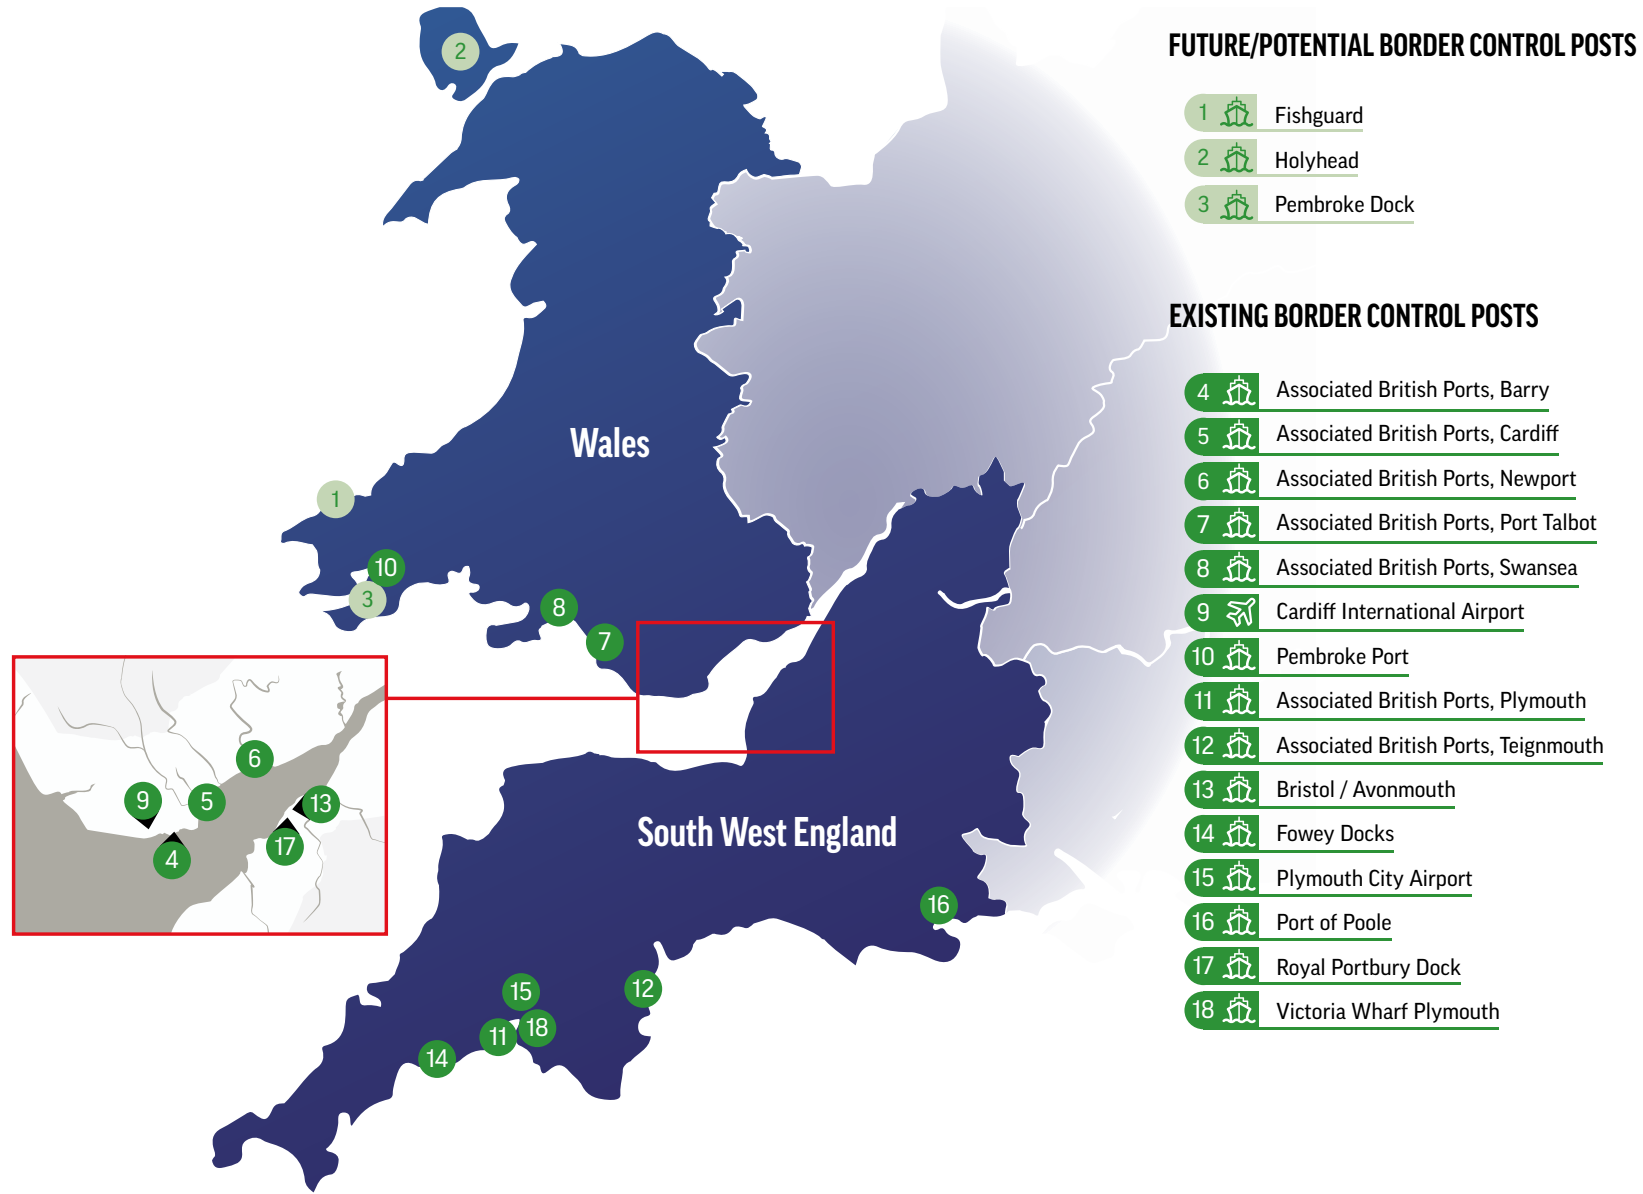 FUTURE/POTENTIAL BORDER CONTROL POSTS
1 Fishguard
2 Holyhead
3 Pembroke Dock
EXISTING BORDER CONTROL POSTS
4 Associated British Ports, Barry
5 Associated British Ports, Cardiff
6 Associated British Ports, Newport
7 Associated British Ports, Port Talbot
8 Associated British Ports, Swansea
9 Cardiff International Airport
10 Pembroke Port
11 Associated British Ports, Plymouth
12 Associated British Ports, Teignmouth
13 Bristol / Avonmouth
14 Fowey Docks
15 Plymouth City Airport
16 Port of Poole
17 Royal Portbury Dock
18 Victoria Wharf Plymouth
2
Wales
1
10
3
8
7
6
9
5
13
17
4
South West England
16
12
15
18
11
14